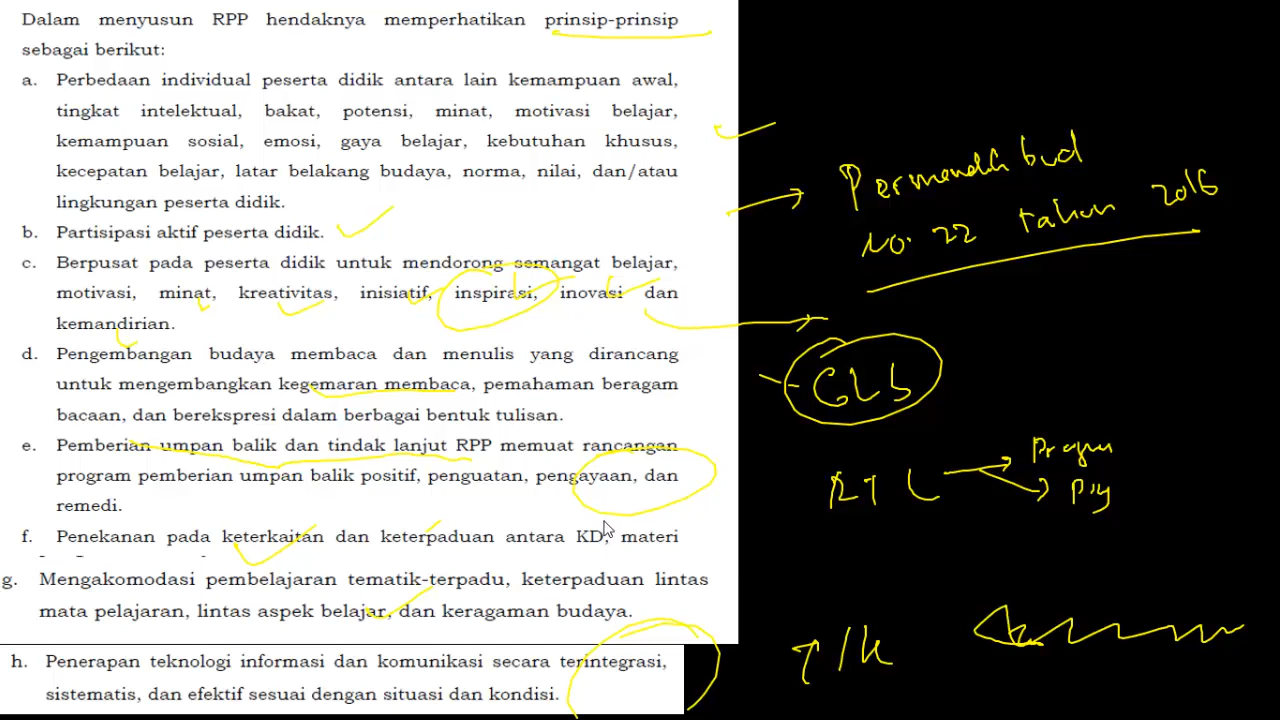 Dalam menyusun RPP hendaknya memperhatikan prinsip-prinsip
sebagai berikut:
a. Perbedaan individual peserta didik antara lain kemampuan awal,
tingkat intelektual, bakat, potensi, minat, motivasi belajar,
kemampuan sosial, emosi, gaya belajar, kebutuhan khusus,
kecepatan belajar, latar belakang budaya, norma, nilai, dan/atau
lingkungan peserta didik.
b. Partisipasi aktif peserta didik.
c. Berpusat pada peserta didik untuk mendorong semangat belajar,
motivasi, minat, kreativitas, inisiatif, inspirasi, inovasi dan
kemandirian.
d. Pengembangan budaya membaca dan menulis yang dirancang
untuk mengembangkan kegemaran membaca, pemahaman beragam
bacaan, dan berekspresi dalam berbagai bentuk tulisan.
e. Pemberian umpan balik dan tindak lanjut RPP memuat rancangan
program pemberian umpan balik positif, penguatan, pengayaan, dan
remedi.
f. Penekanan pada keterkaitan dan keterpaduan antara KD, materi
g. Mengakomodasi pembelajaran tematik-terpadu, keterpaduan lintas
mata pelajaran, lintas aspek belajar, dan keragaman budaya.
h. Penerapan teknologi informasi dan komunikasi secara terintegrasi,
sistematis, dan efektif sesuai dengan situasi dan kondisi.
Permendikbud
No. 22 tahun 2016
RTL